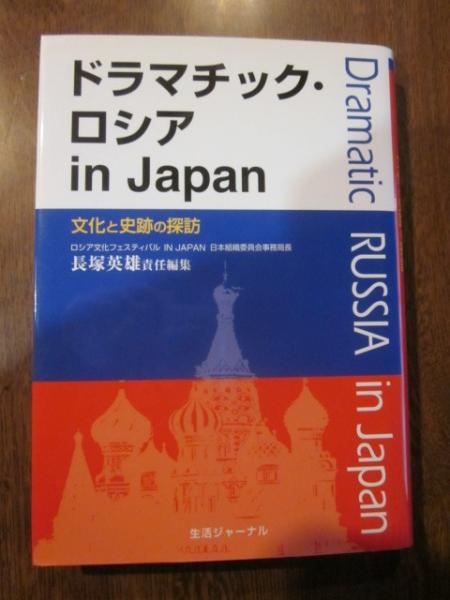 ドラマチック・
ロシア
in Japan
文化と史跡の探訪
ロシア文化フェスティバル IN JAPAN 日本組織委員会事務局長
長塚英雄責任編集
Dramatic RUSSIA in Japan
生活ジャーナル